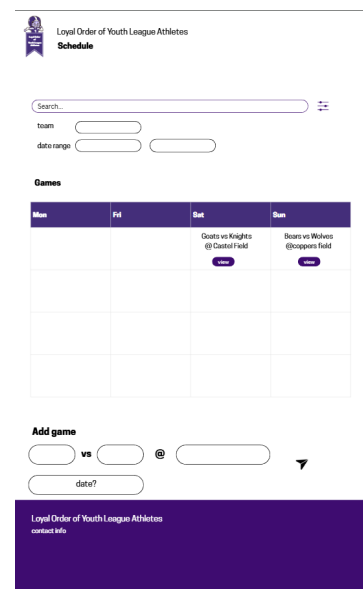 Loyal Order of Youth League Athletes
Schedule
Search...
team
date range
Games
Mon Fri Sat Sun
Goats vs Knights
@ Castel Field
view
Bears vs Wolves
@coppers field
view
Add game
vs @
date?
Loyal Order of Youth League Athletes
contact info